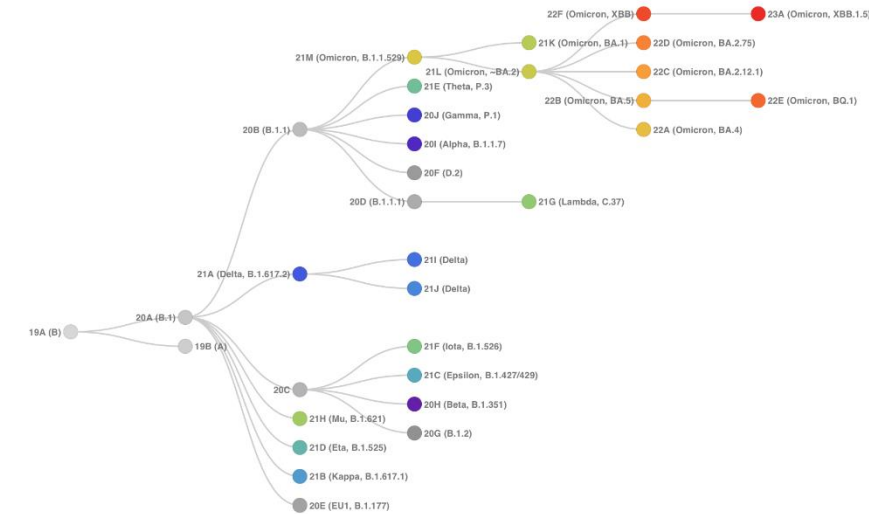 22F (Omicron, XBB)
23A (Omicron, XBB.1.5)
21K (Omicron, BA.1)
22D (Omicron, BA.2.75)
21M (Omicron, B.1.1.529)
21L (Omicron, ~BA.2)
22C (Omicron, BA.2.12.1)
21E (Theta, P.3)
22B (Omicron, BA.5)
22E (Omicron, BQ.1)
20J (Gamma, P.1)
20B (B.1.1)
22A (Omicron, BA.4)
20I (Alpha, B.1.1.7)
20F (D.2)
20D (B.1.1.1)
21G (Lambda, C.37)
21I (Delta)
21A (Delta, B.1.617.2)
21J (Delta)
20A (B.1)
19A (B)
19B (A)
21F (Iota, B.1.526)
21C (Epsilon, B.1.427/429)
20C
20H (Beta, B.1.351)
21H (Mu, B.1.621)
20G (B.1.2)
21D (Eta, B.1.525)
21B (Kappa, B.1.617.1)
20E (EU1, B.1.177)